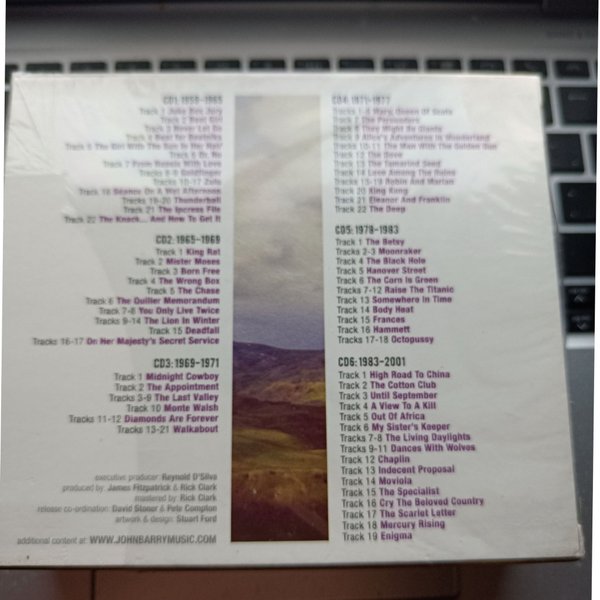 CD1: 1959-1965
Track 1 Juke Box Jury
Track 2 Beat Girl
Track 3 Never Let Go
Track 4 Beat for Beatniks
Track 5 The Girl With The Sun In Her Hair
Track 6 Dr. No
Track 7 From Russia With Love
Tracks 8-9 Goldfinger
Tracks 10-17 Zulu
Track 18 Seance On A Wet Afternoon
Tracks 19-20 Thunderball
Track 21 The Ipcress File
Track 22 The Knack... And How To Get It
CD2: 1965-1969
Track 1 King Rat
Track 2 Mister Moses
Track 3 Born Free
Track 4 The Wrong Box
Track 5 The Chase
Track 6 The Quiller Memorandum
Track 7-8 You Only Live Twice
Tracks 9-14 The Lion In Winter
Track 15 Deadfall
Tracks 16-17 On Her Majesty's Secret Service
CD3: 1969-1971
Track 1 Midnight Cowboy
Track 2 The Appointment
Tracks 3-9 The Last Valley
Track 10 Monte Walsh
Tracks 11-12 Diamonds Are Forever
Tracks 13-21 Walkabout
executive producer: Reynold D'Silva
produced by: James Fitzpatrick & Rick Clark
mastered by: Rick Clark
release co-ordination: David Stoner & Pete Compton
artwork & design: Stuart Ford
additional content at: WWW.JOHNBARRYMUSIC.COM
CD4: 1971-1977
Tracks 1-6 Mary, Queen Of Scots
Track 7 The Persuaders
Track 8 They Might Be Giants
Track 9 Alice's Adventures In Wonderland
Tracks 10-11 The Man With The Golden Gun
Track 12 The Dove
Track 13 The Tamarind Seed
Track 14 Love Among The Ruins
Tracks 15-19 Robin And Marian
Track 20 King Kong
Track 21 Eleanor And Franklin
Track 22 The Deep
CD5: 1978-1983
Track 1 The Betsy
Tracks 2-3 Moonraker
Track 4 The Black Hole
Track 5 Hanover Street
Track 6 The Corn Is Green
Tracks 7-12 Raise The Titanic
Track 13 Somewhere In Time
Track 14 Body Heat
Track 15 Frances
Track 16 Hammett
Tracks 17-18 Octopussy
CD6: 1983-2001
Track 1 High Road To China
Track 2 The Cotton Club
Track 3 Until September
Track 4 A View To A Kill
Track 5 Out Of Africa
Track 6 My Sister's Keeper
Tracks 7-8 The Living Daylights
Tracks 9-11 Dances With Wolves
Track 12 Chaplin
Track 13 Indecent Proposal
Track 14 Moviola
Track 15 The Specialist
Track 16 Cry The Beloved Country
Track 17 The Scarlet Letter
Track 18 Mercury Rising
Track 19 Enigma